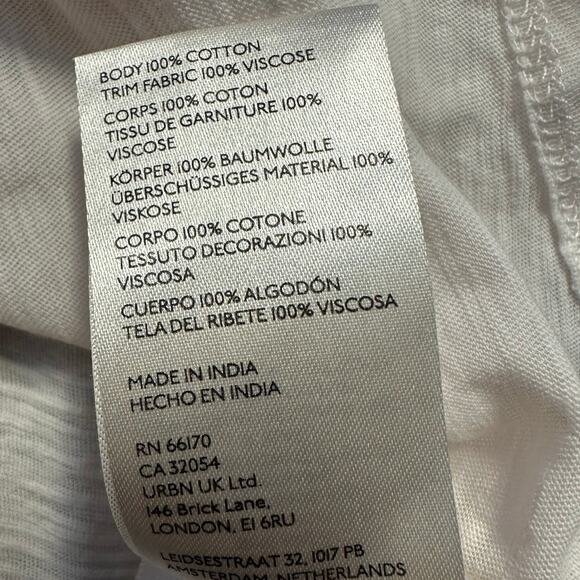 BODY 100% COTTON
TRIM FABRIC 100% VISCOSE
CORPS 100% COTON
TISSU DE GARNITURE 100%
VISCOSE
KÖRPER 100% BAUMWOLLE
ÜBERSCHÜSSIGES MATERIAL 100%
VISKOSE
CORPO 100% COTONE
TESSUTO DECORAZIONI 100%
VISCOSA
CUERPO 100% ALGODÓN
TELA DEL RIBETE 100% VISCOSA
MADE IN INDIA
HECHO EN INDIA
RN 66170
CA 32054
URBN UK Ltd.
146 Brick Lane,
LONDON, E1 6RU
LEIDSESTRAAT 32, 1017 PB
AMSTERDAM, NETHERLANDS